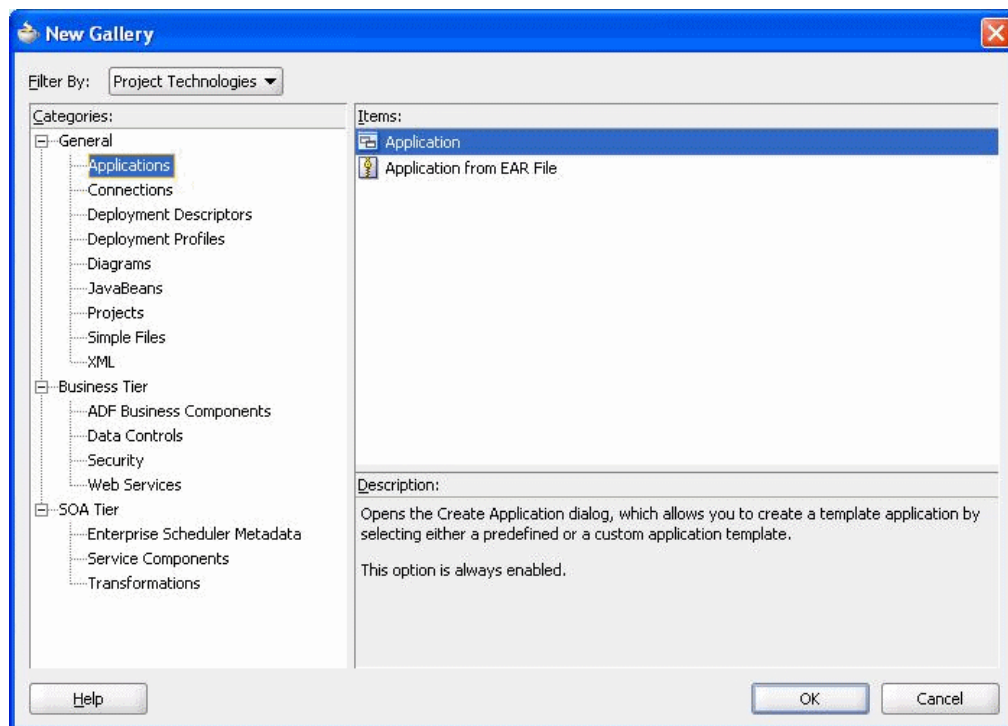 New Gallery
Filter By: Project Technologies
Categories:
General
Applications
Connections
Deployment Descriptors
Deployment Profiles
Diagrams
JavaBeans
Projects
Simple Files
XML
Business Tier
ADF Business Components
Data Controls
Security
Web Services
SOA Tier
Enterprise Scheduler Metadata
Service Components
Transformations
Items:
Application
Application from EAR File
Description:
Opens the Create Application dialog, which allows you to create a template application by
selecting either a predefined or a custom application template.
This option is always enabled.
Help
OK
Cancel